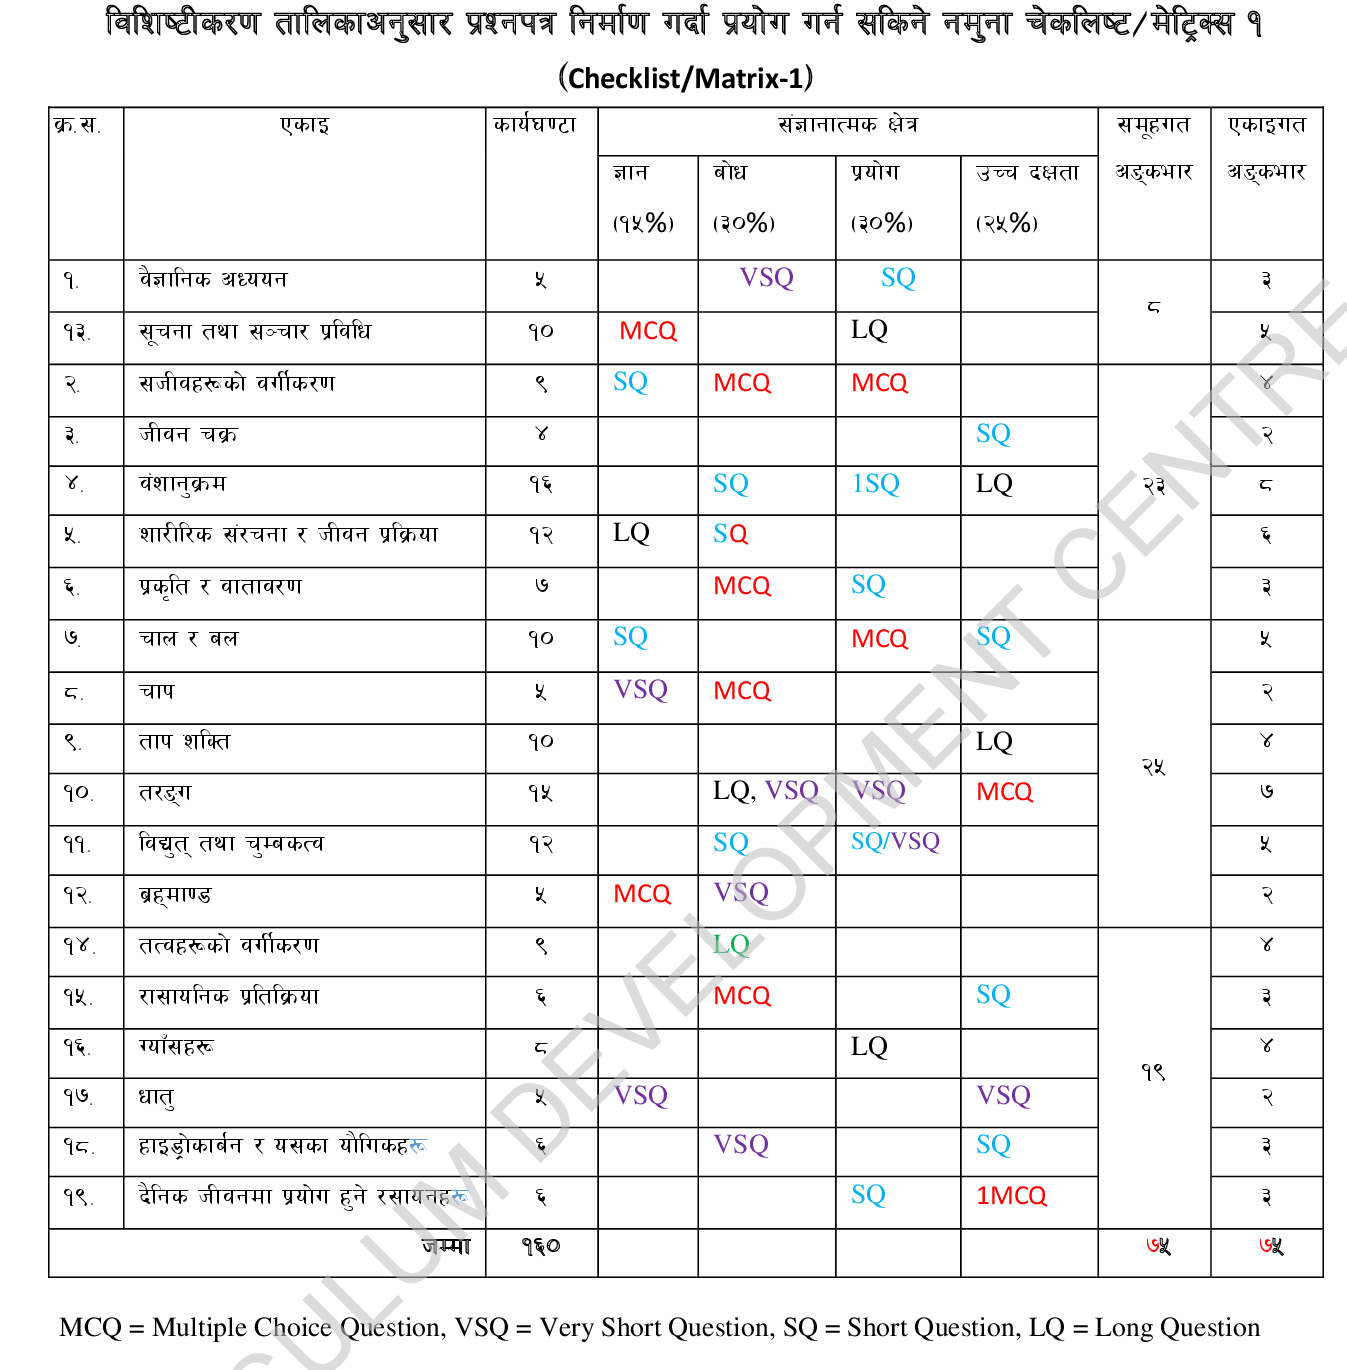 विशिष्टीकरण तालिकाअनुसार प्रश्नपत्र निर्माण गर्दा प्रयोग गर्न सकिने नमुना चेकलिष्ट/मेट्रिक्स १
(Checklist/Matrix-1)
क्र.स. एकाइ कार्यघण्टा संज्ञानात्मक क्षेत्र समूहगत अङ्कभार एकाइगत अङ्कभार
ज्ञान (१५%) बोध (३०%) प्रयोग (३०%) उच्च दक्षता (२५%)
१. वैज्ञानिक अध्ययन ५ VSQ SQ ८ ३
१३. सूचना तथा सञ्चार प्रविधि १० MCQ LQ ५
२. सजीवहरूको वर्गीकरण ९ SQ MCQ MCQ २३ ४
३. जीवन चक्र ४ SQ २
४. वंशानुक्रम १६ SQ 1SQ LQ ८
५. शारीरिक संरचना र जीवन प्रक्रिया १२ LQ SQ ६
६. प्रकृति र वातावरण ७ MCQ SQ ३
७. चाल र बल १० SQ MCQ SQ २५ ५
८. चाप ५ VSQ MCQ २
९. ताप शक्ति १० LQ ४
१०. तरङ्ग १५ LQ, VSQ VSQ MCQ ७
११. विद्युत् तथा चुम्बकत्व १२ SQ SQ/VSQ ५
१२. ब्रह्माण्ड ५ MCQ VSQ २
१४. तत्वहरूको वर्गीकरण ९ LQ १९ ४
१५. रासायनिक प्रतिक्रिया ६ MCQ SQ ३
१६. ग्याँसहरू ८ LQ ४
१७. धातु ५ VSQ VSQ २
१८. हाइड्रोकार्बन र यसका यौगिकहरू ६ VSQ SQ ३
१९. दैनिक जीवनमा प्रयोग हुने रसायनहरू ६ SQ 1MCQ ३
जम्मा १६० ७५ ७५
MCQ = Multiple Choice Question, VSQ = Very Short Question, SQ = Short Question, LQ = Long Question
CULUM DEVELOPMENT CENTRE